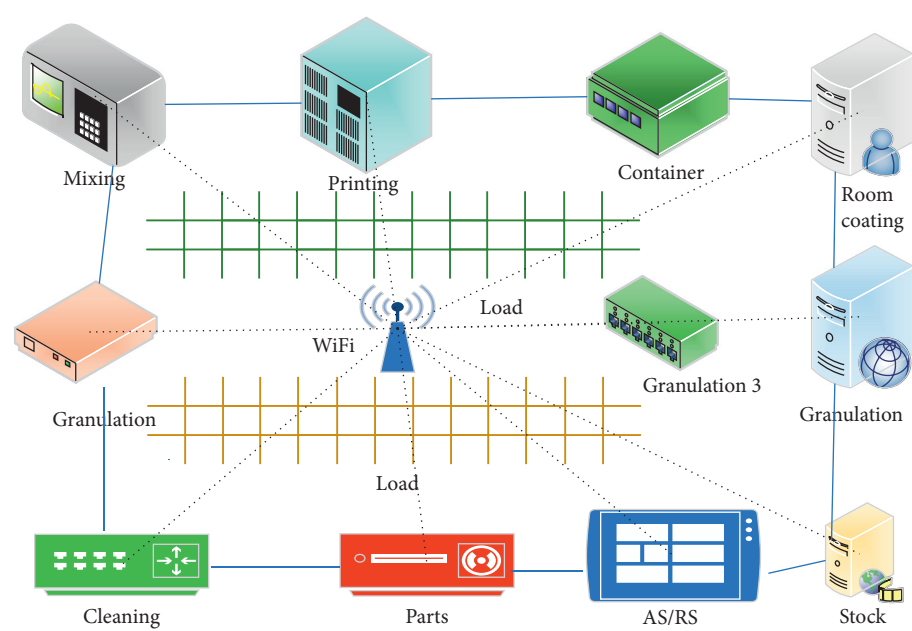 Mixing
Printing
Container
Room
coating
Load
WiFi
Granulation 3
Granulation
Granulation
Load
Cleaning
Parts
AS/RS
Stock